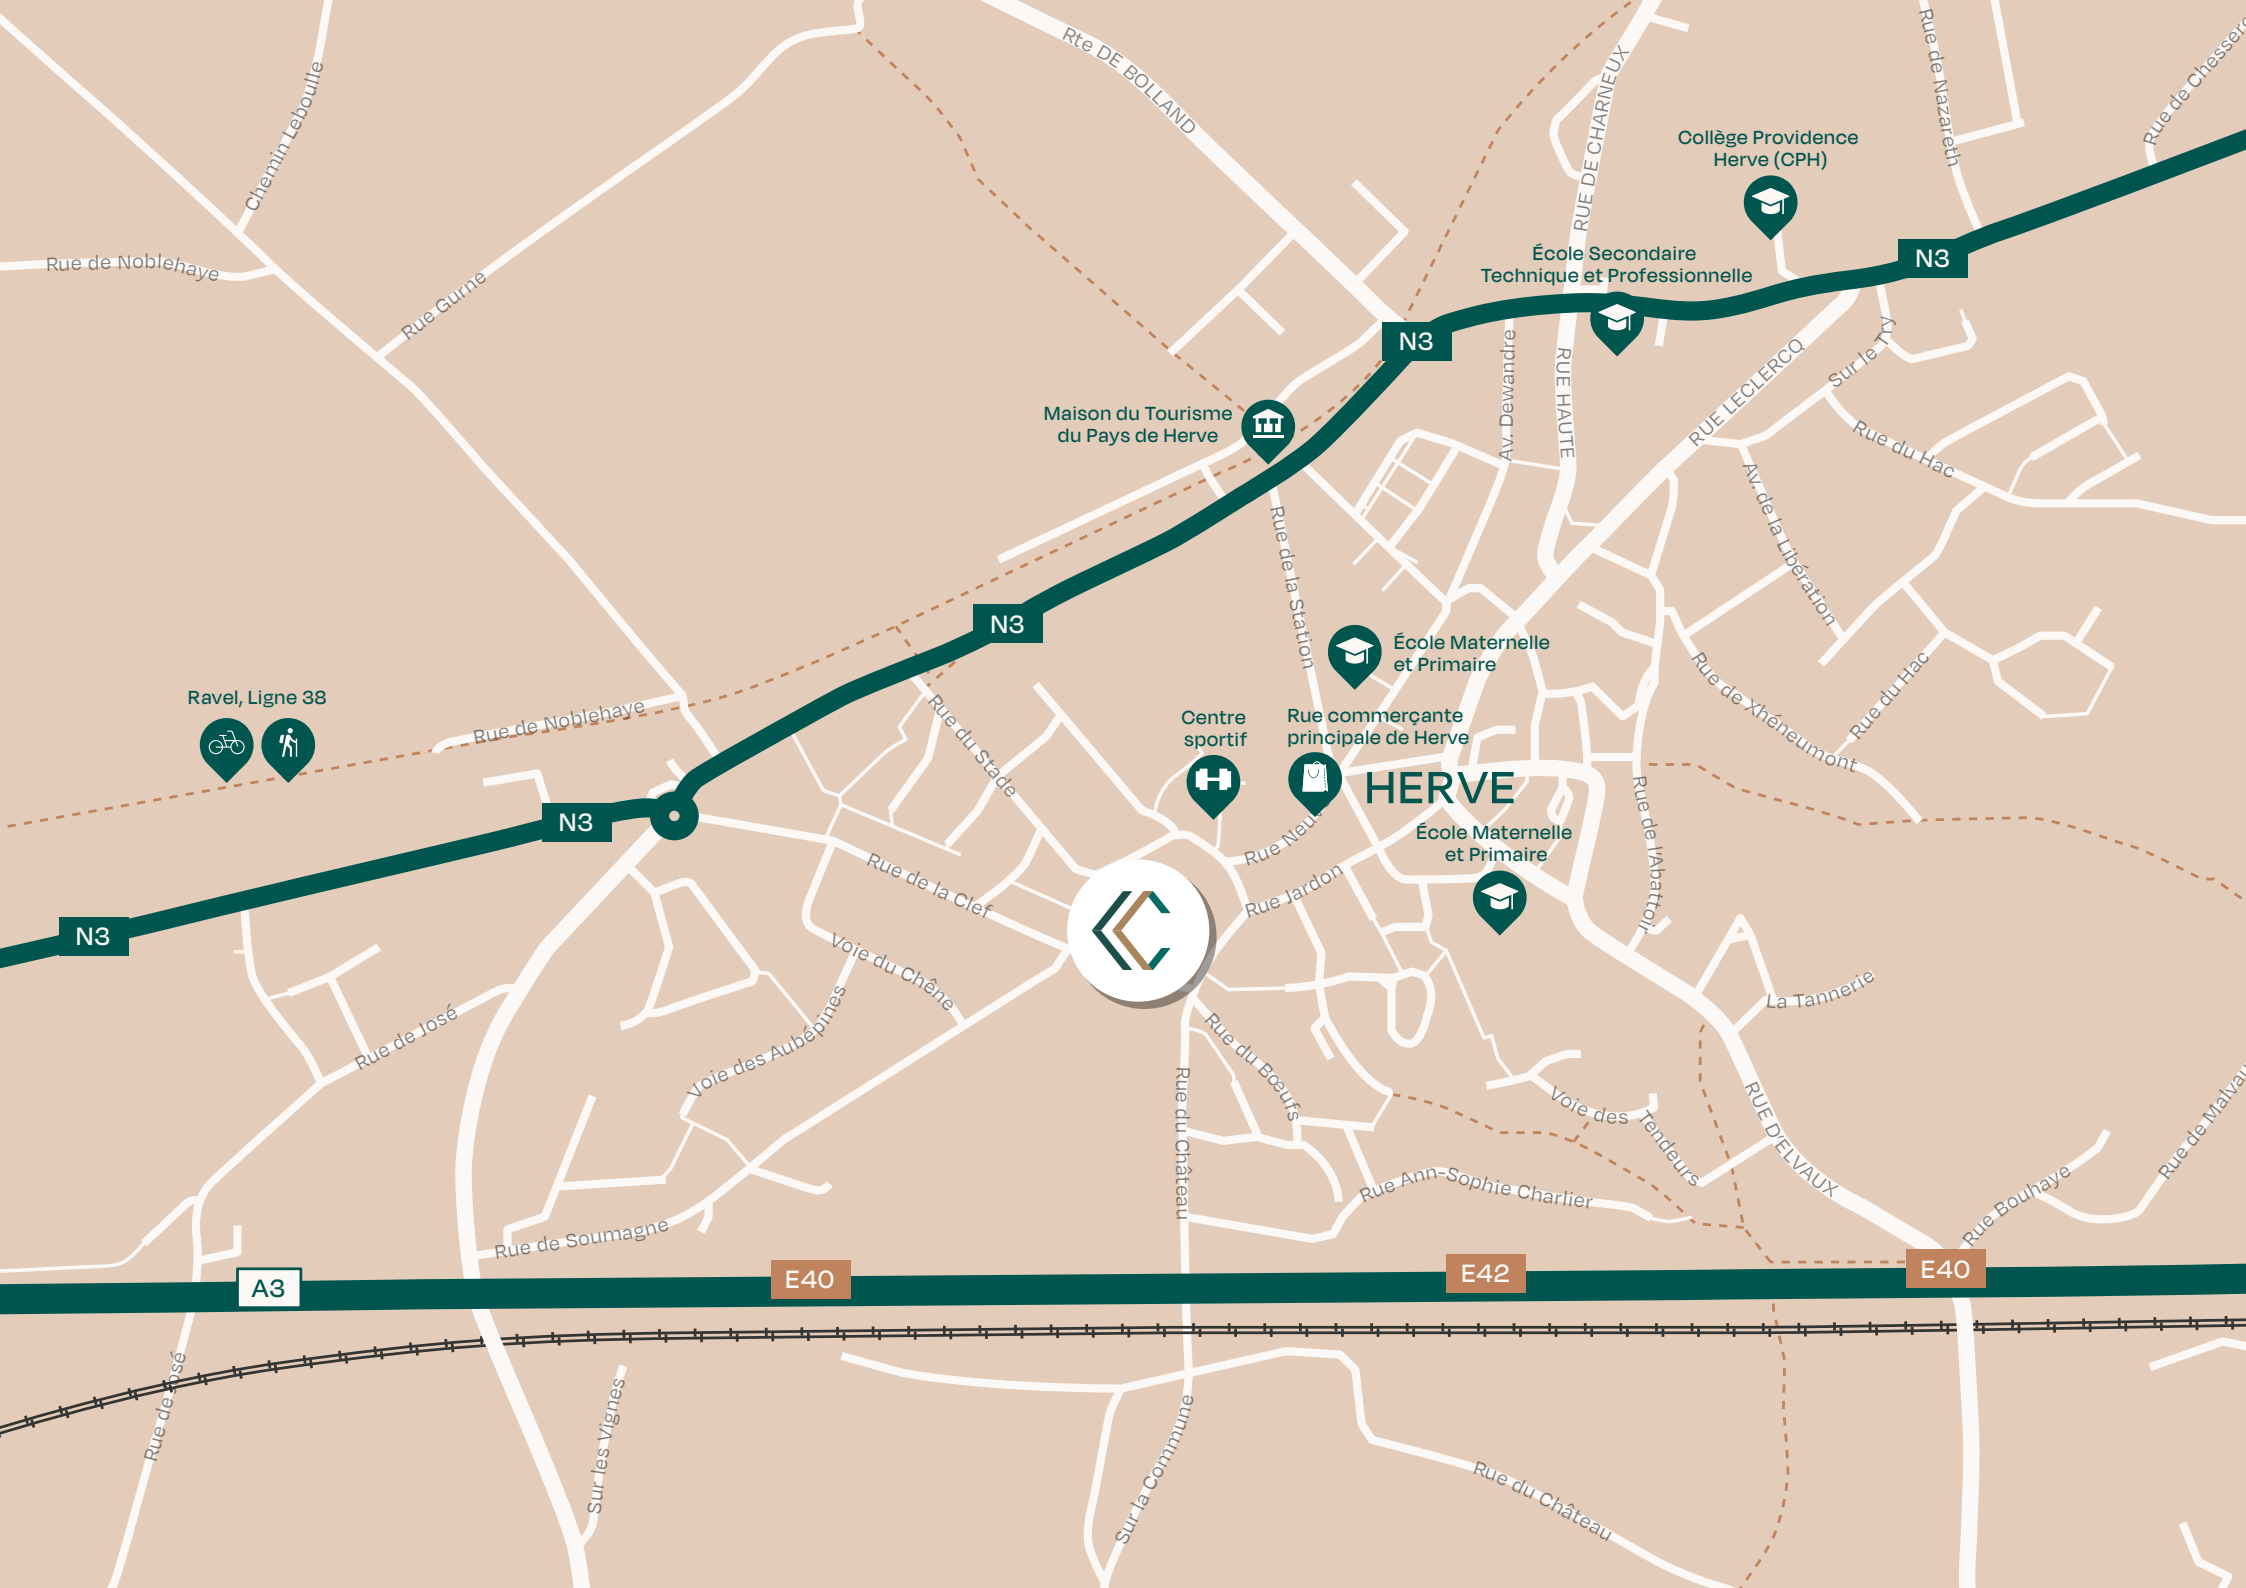 Rte DE BOLLAND
RUE DE CHARNEUX
Rue de Nazareth
Chemin Leboulle
Collège Providence
Herve (CPH)
Rue de Noblehaye
École Secondaire
Technique et Professionnelle
N3
Rue Gurne
N3
Av. Dewandre
RUE HAUTE
RUE LECLERCQ
Sur le Try
Maison du Tourisme
du Pays de Herve
Rue du Hac
Av. de la Libération
Rue de la Station
N3
École Maternelle
et Primaire
Rue de Xhéneumont
Rue du Hac
Ravel, Ligne 38
Rue de Noblehaye
Rue du Stade
Centre
sportif
Rue commerçante
principale de Herve
HERVE
N3
Rue
École Maternelle
et Primaire
Rue de l'Abattoir
Rue de la Clef
Rue Jardon
N3
Voie du Chêne
La Tannerie
Rue de José
Voie des Aubépines
Rue du Bœufs
Rue du Château
Voie des
Tendeurs
RUE D'ELVAUX
Rue Ann-Sophie Charlier
Rue Bouhaye
Rue de Soumagne
A3
E40
E42
E40
Rue de José
Sur les Vignes
Sur la Commune
Rue du Château